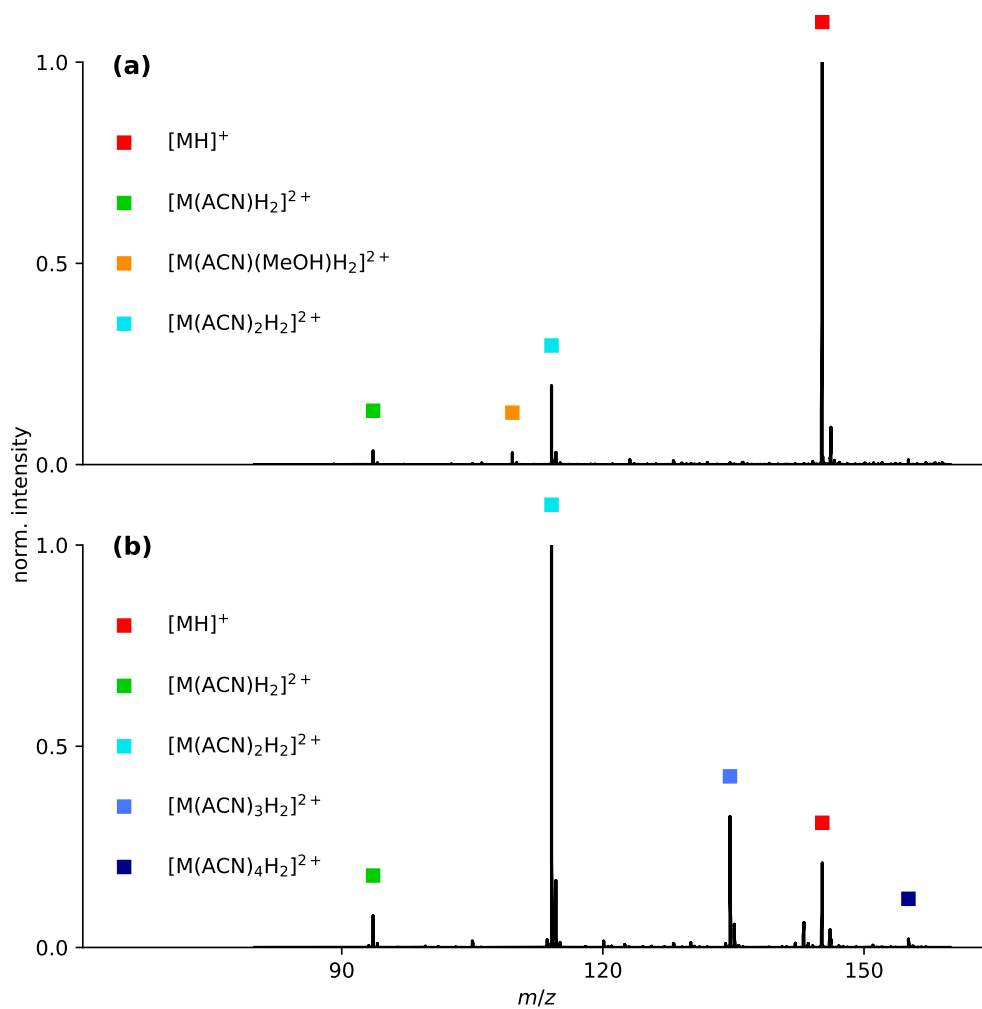 (a)
1.0
[MH]⁺
[M(ACN)H₂]²⁺
0.5
[M(ACN)(MeOH)H₂]²⁺
[M(ACN)₂H₂]²⁺
0.0
norm. intensity
(b)
1.0
[MH]⁺
[M(ACN)H₂]²⁺
0.5
[M(ACN)₂H₂]²⁺
[M(ACN)₃H₂]²⁺
[M(ACN)₄H₂]²⁺
0.0
90 120 150
m/z